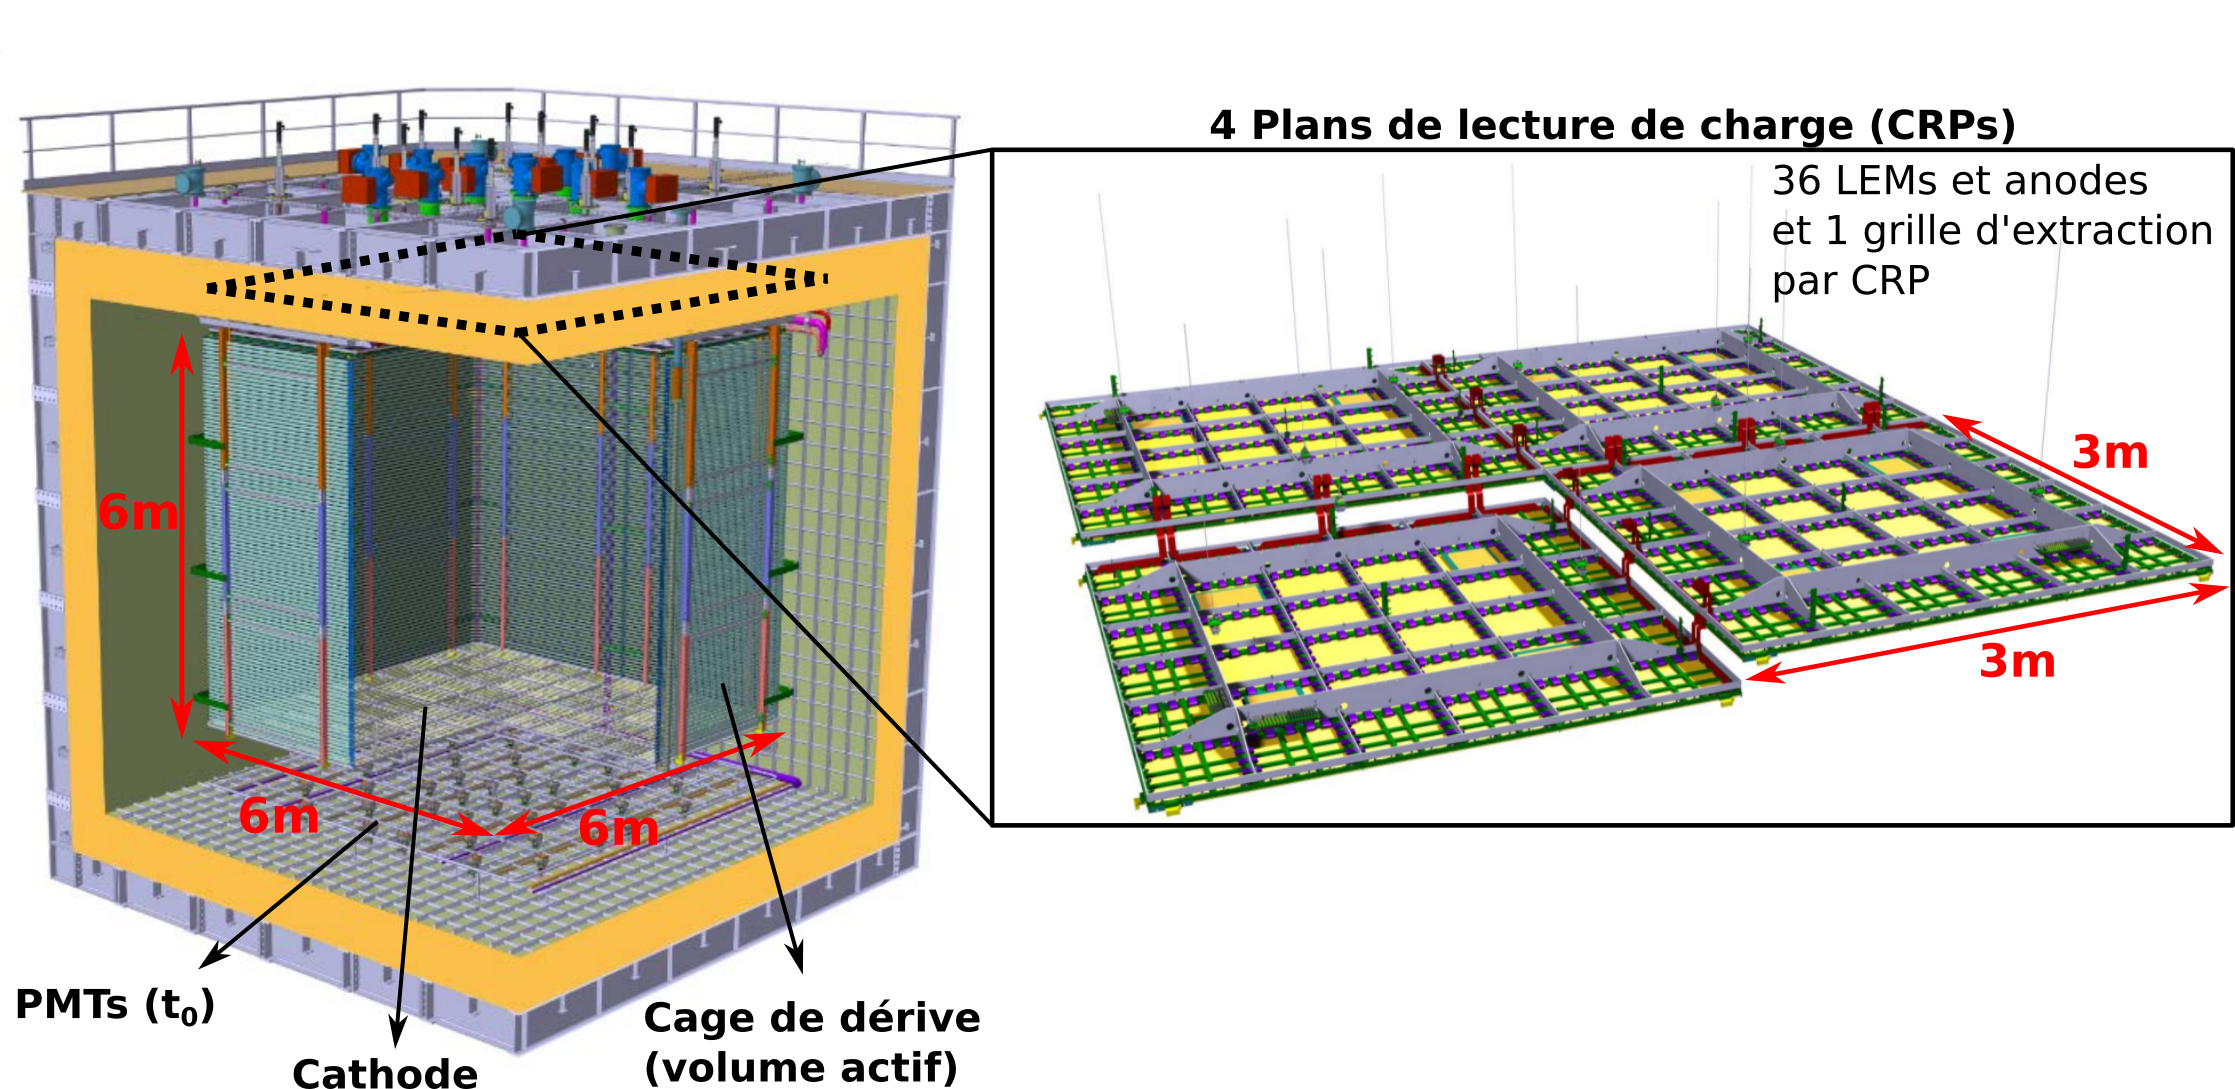 4 Plans de lecture de charge (CRPs)
36 LEMs et anodes
et 1 grille d'extraction
par CRP
3m
3m
6m
6m
6m
PMTs (t₀)
Cathode
Cage de dérive
(volume actif)